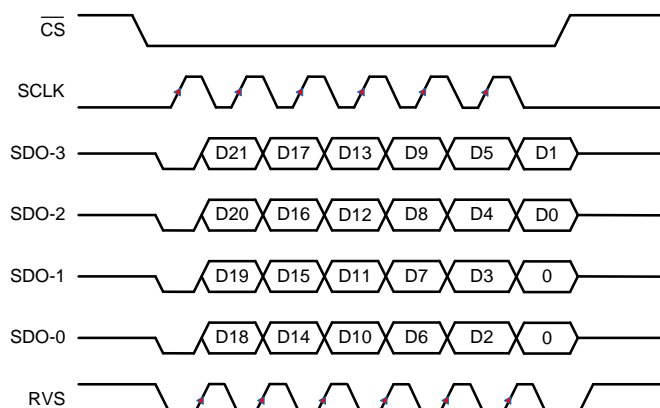 CS
SCLK
SDO-3 D21 D17 D13 D9 D5 D1
SDO-2 D20 D16 D12 D8 D4 D0
SDO-1 D19 D15 D11 D7 D3 0
SDO-0 D18 D14 D10 D6 D2 0
RVS